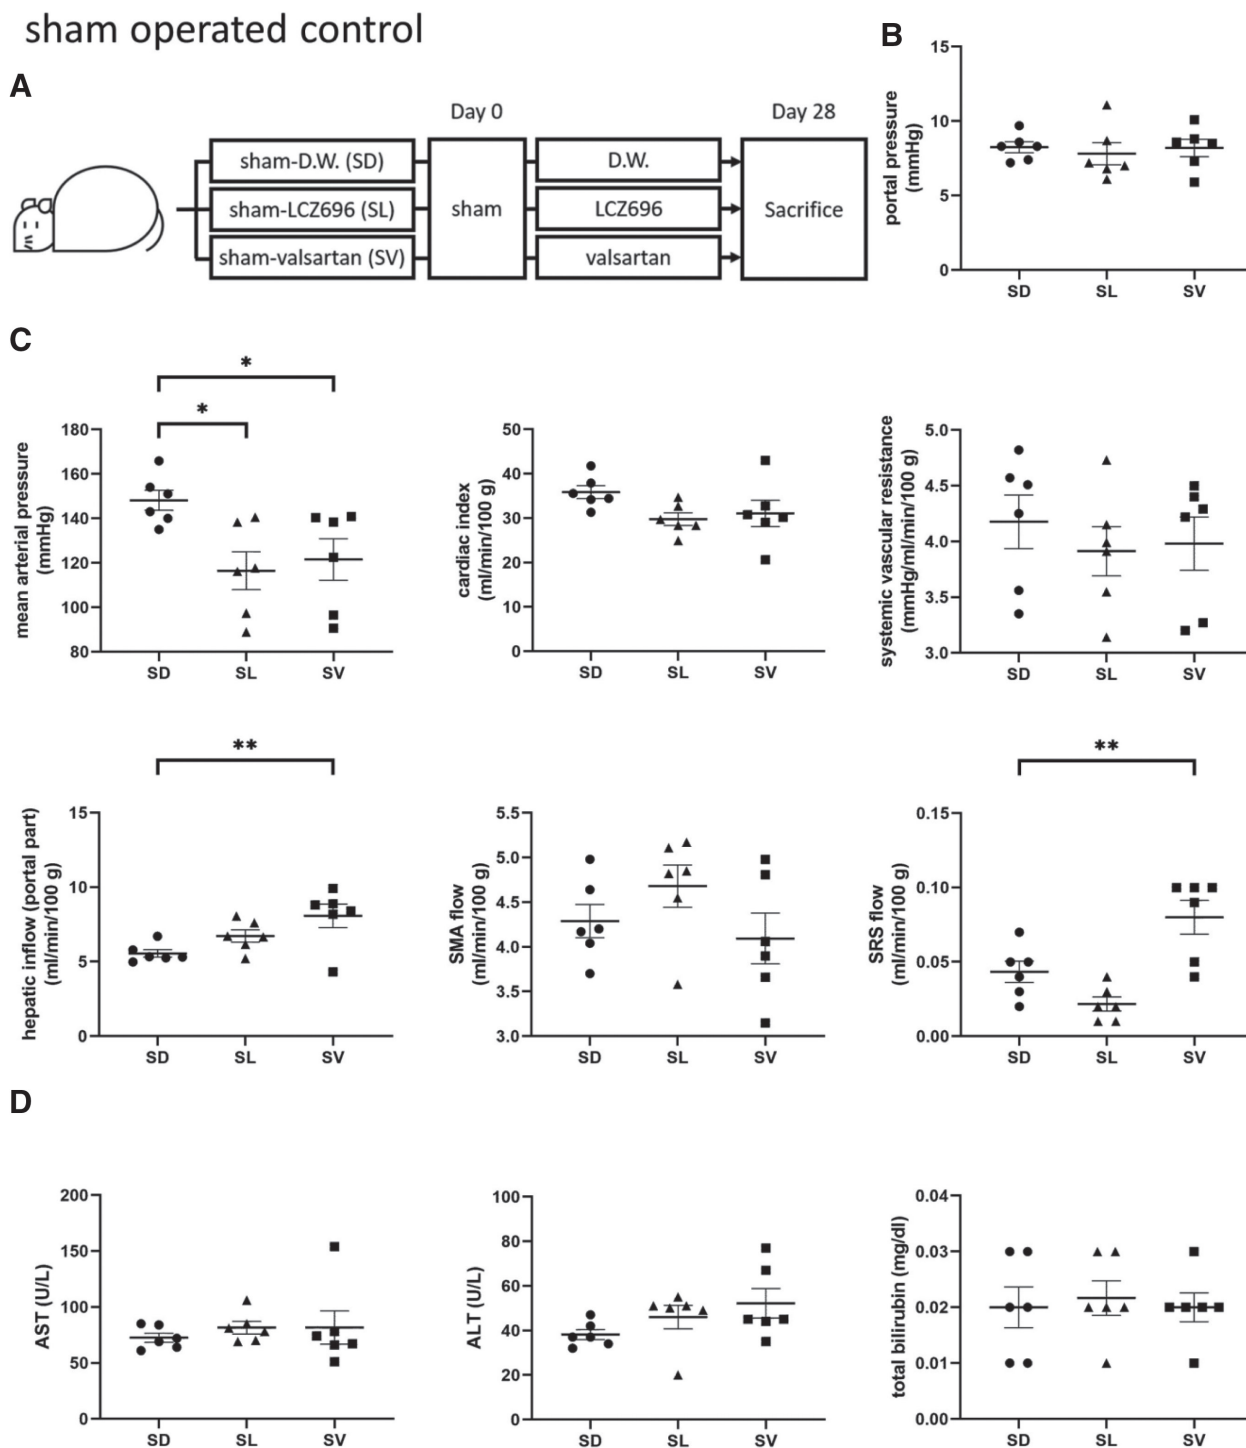 sham operated control
A
Day 0
Day 28
sham-D.W. (SD)
D.W.
sham-LCZ696 (SL)
sham
LCZ696
Sacrifice
sham-valsartan (SV)
valsartan
B
portal pressure
(mmHg)
15
10
5
0
SD
SL
SV
C
*
*
mean arterial pressure
(mmHg)
180
160
140
120
100
80
SD
SL
SV
cardiac index
(ml/min/100 g)
50
40
30
20
10
0
SD
SL
SV
systemic vascular resistance
(mmHg/ml/min/100 g)
5.0
4.5
4.0
3.5
3.0
SD
SL
SV
**
hepatic inflow (portal part)
(ml/min/100 g)
15
10
5
0
SD
SL
SV
SMA flow
(ml/min/100 g)
5.5
5.0
4.5
4.0
3.5
3.0
SD
SL
SV
**
SRS flow
(ml/min/100 g)
0.15
0.10
0.05
0.00
SD
SL
SV
D
AST (U/L)
200
150
100
50
0
SD
SL
SV
ALT (U/L)
100
80
60
40
20
0
SD
SL
SV
total bilirubin (mg/dl)
0.04
0.03
0.02
0.01
0.00
SD
SL
SV